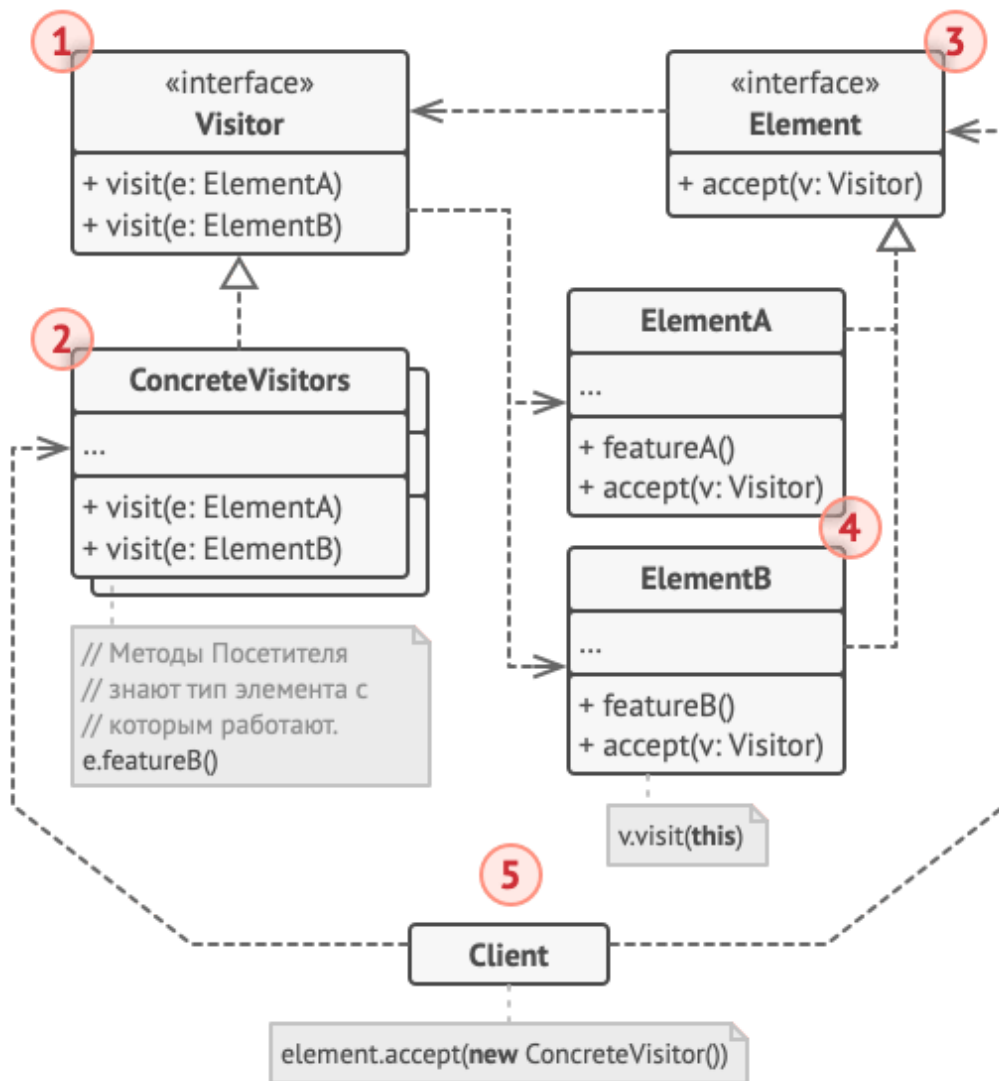 1
«interface»
Visitor
+ visit(e: ElementA)
+ visit(e: ElementB)
3
«interface»
Element
+ accept(v: Visitor)
2
ConcreteVisitors
...
+ visit(e: ElementA)
+ visit(e: ElementB)
// Методы Посетителя
// знают тип элемента с
// которым работают.
e.featureB()
ElementA
...
+ featureA()
+ accept(v: Visitor)
4
ElementB
...
+ featureB()
+ accept(v: Visitor)
v.visit(this)
5
Client
element.accept(new ConcreteVisitor())